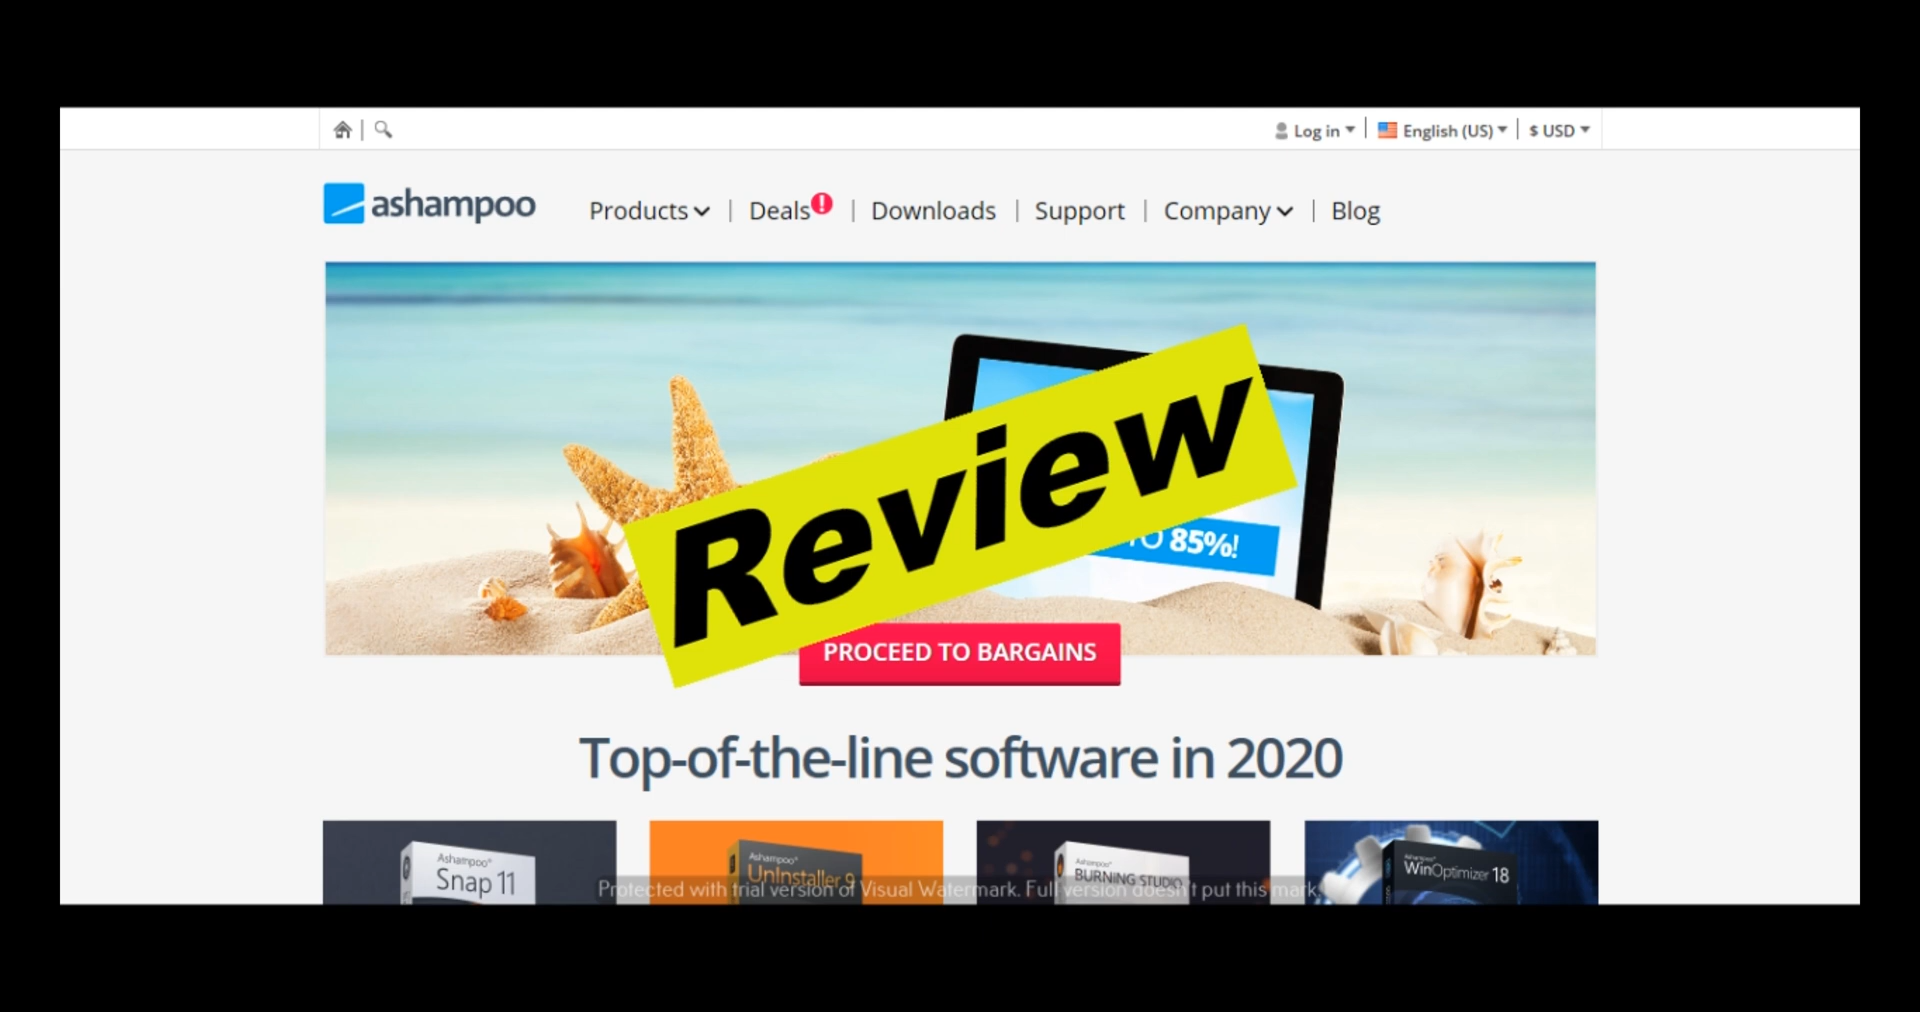 Log in
English (US)
$ USD
ashampoo
Products
Deals
!
Downloads
Support
Company
Blog
Review
TO 85%!
PROCEED TO BARGAINS
Top-of-the-line software in 2020
Ashampoo®
Snap 11
Ashampoo®
UnInstaller 9
Ashampoo®
BURNING STUDIO
Ashampoo®
WinOptimizer 18
Protected with trial version of Visual Watermark. Full version doesn't put this mark.